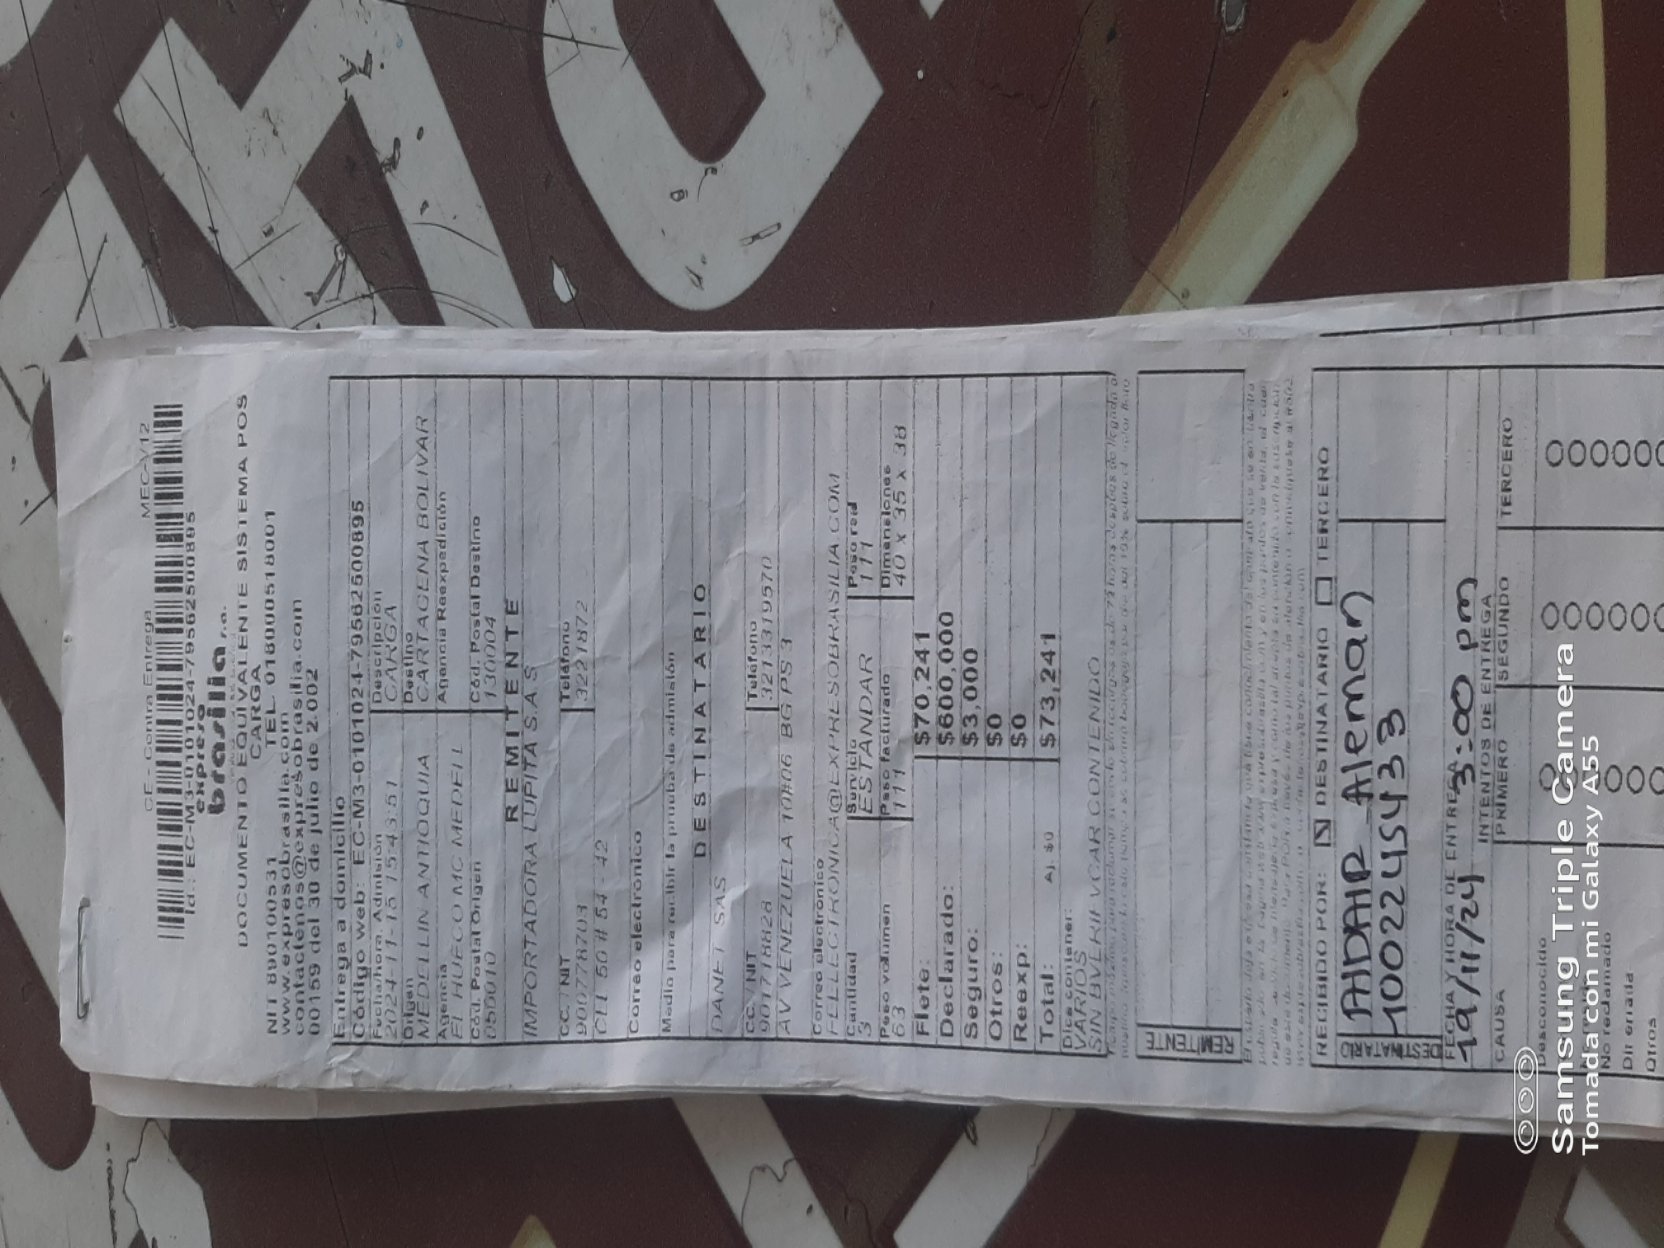 CE - Contra Entrega MECA/12
Id.: EC-M3-0101024-79562500895
expreso
brasilia s.a.
DOCUMENTO EQUIVALENTE SISTEMA POS
CARGA
NIT 890100531 TEL. 018000518001
www.expresobrasilia.com
contactenos@expresobrasilia.com
00159 del 30 de julio de 2.002
Entrega a domicilio
Código web: EC-M3-0101024-79562500895
Fecha/hora Admisión Descripción
2024-11-15 15:43:51 CARGA
Origen Destino
MEDELLIN ANTIOQUIA CARTAGENA BOLIVAR
Agencia Agencia Reexpedición
EL HUECO MC MEDELL
Cód. Postal Origen Cód. Postal Destino
050010 130004
REMITENTE
IMPORTADORA LUPITA S.A.S
CC / NIT Teléfono
900778703 3221872
CLL 50 # 54 - 42
Correo electrónico
Medio para recibir la prueba de admisión
DESTINATARIO
DANET SAS
CC / NIT Teléfono
901718828 3213319570
AV VENEZUELA 10#06 BG PS 3
Correo electrónico
FELLECTRONICA@EXPRESOBRASILIA.COM
Cantidad Servicio Peso real
3 ESTANDAR 111
Peso volumen Peso facturado Dimensiones
63 111 40 x 35 x 38
Flete: $70,241
Declarado: $600,000
Seguro: $3,000
Otros: $0
Reexp: $0
Total: Aj. $0 $73,241
Dice contener:
VARIOS
SIN BVERIFVCAR CONTENIDO
REMITENTE
RECIBIDO POR: DESTINATARIO TERCERO
DESTINATARIO
ADAIR Aleman
1002245433
FECHA Y HORA DE ENTREGA
19/11/24 3:00 pm
INTENTOS DE ENTREGA
CAUSA PRIMERO SEGUNDO TERCERO
Desconocido
No reclamado
Dir errada
Otros
Samsung Triple Camera
Tomada con mi Galaxy A55